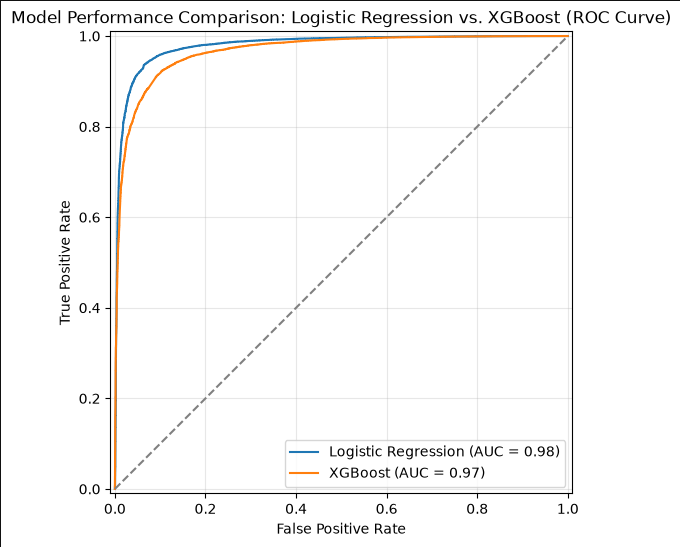 Model Performance Comparison: Logistic Regression vs. XGBoost (ROC Curve)
1.0
0.8
0.6
0.4
0.2
0.0
True Positive Rate
Logistic Regression (AUC = 0.98)
XGBoost (AUC = 0.97)
0.0 0.2 0.4 0.6 0.8 1.0
False Positive Rate